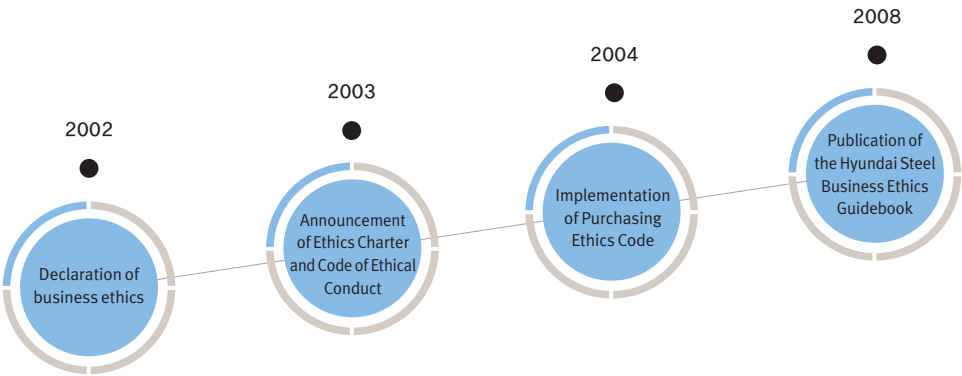 2002
Declaration of
business ethics
2003
Announcement
of Ethics Charter
and Code of Ethical
Conduct
2004
Implementation
of Purchasing
Ethics Code
2008
Publication of
the Hyundai Steel
Business Ethics
Guidebook